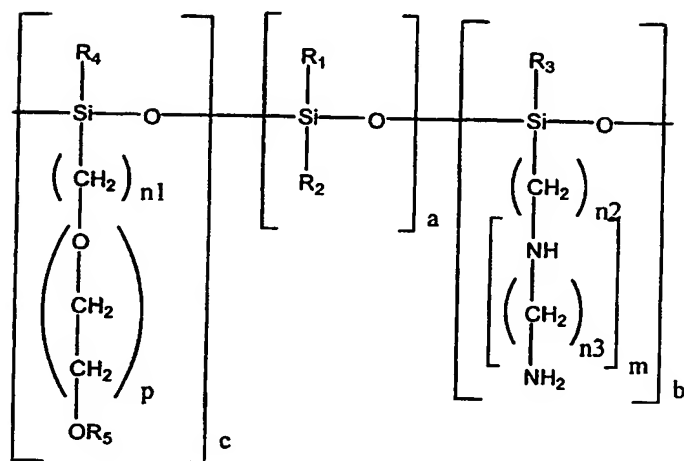 R4 R1 R3
Si O Si O Si O
(CH2)n1 R2 (CH2)n2
O a NH
CH2 (CH2)n3
CH2 p NH2 m
OR5 c b